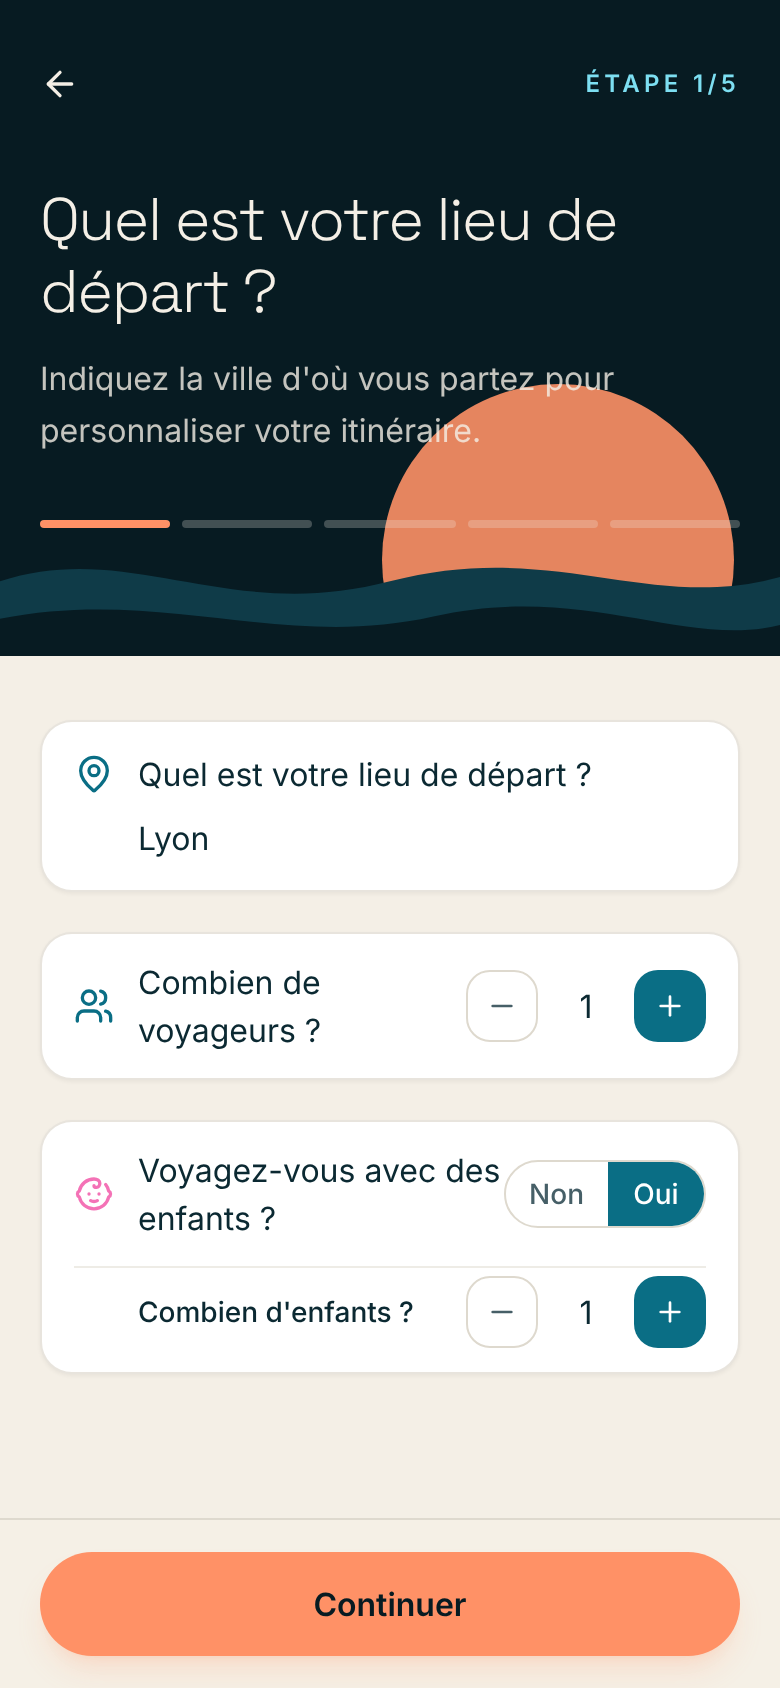 ÉTAPE 1/5
Quel est votre lieu de
départ ?
Indiquez la ville d'où vous partez pour
personnaliser votre itinéraire.
Quel est votre lieu de départ ?
Lyon
Combien de
voyageurs ?
1
Voyagez-vous avec des
enfants ?
Non Oui
Combien d'enfants ? 1
Continuer